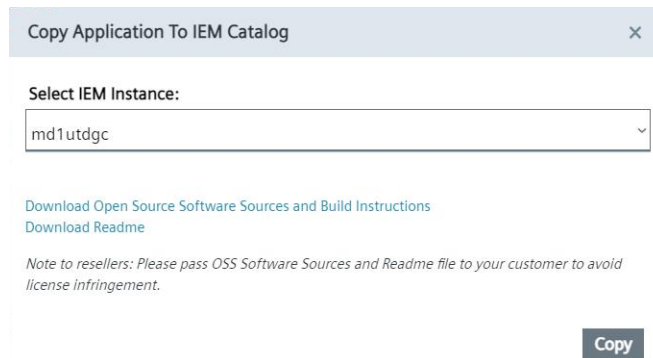 Copy Application To IEM Catalog
Select IEM Instance:
md1utdgc
Download Open Source Software Sources and Build Instructions
Download Readme
Note to resellers: Please pass OSS Software Sources and Readme file to your customer to avoid
license infringement.
Copy